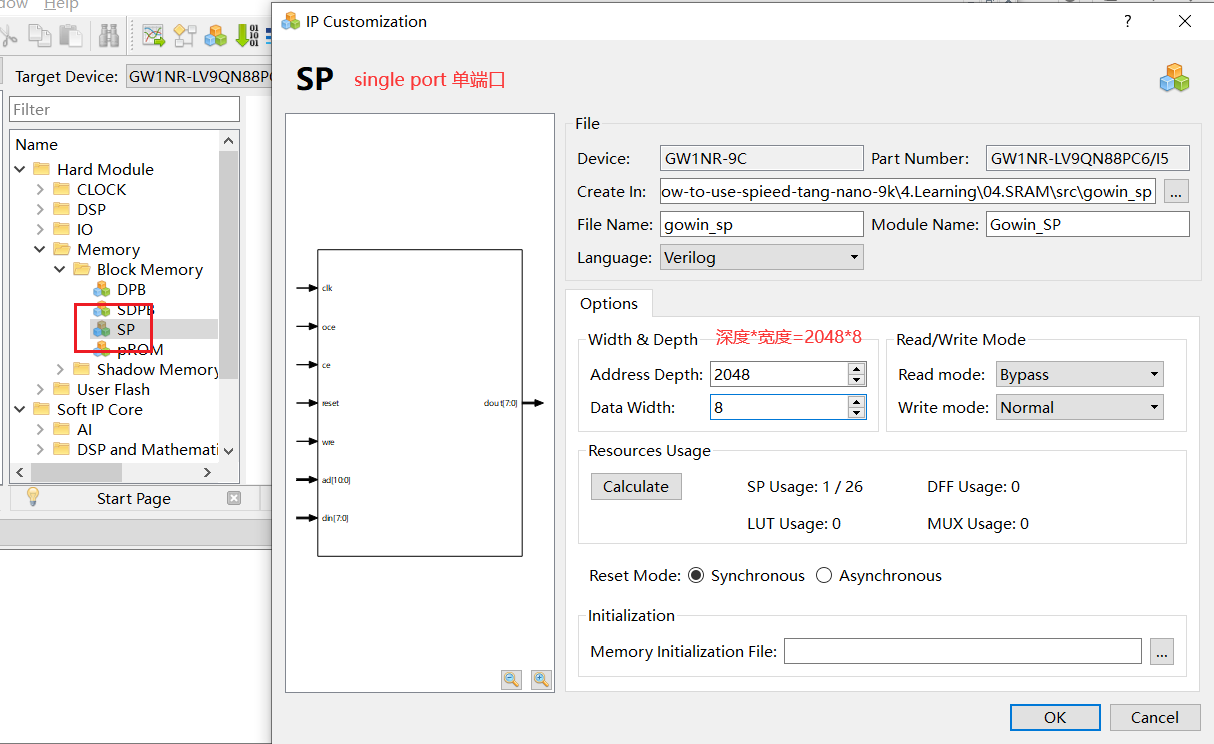 dow Help
Target Device: GW1NR-LV9QN88PC
Filter
Name
Hard Module
CLOCK
DSP
IO
Memory
Block Memory
DPB
SDPB
SP
pROM
Shadow Memory
User Flash
Soft IP Core
AI
DSP and Mathemati
Start Page
IP Customization
SP single port 单端口
clk
oce
ce
reset
wre
ad[10:0]
din[7:0]
dout[7:0]
File
Device: GW1NR-9C Part Number: GW1NR-LV9QN88PC6/I5
Create In: ow-to-use-spieed-tang-nano-9k\4.Learning\04.SRAM\src\gowin_sp ...
File Name: gowin_sp Module Name: Gowin_SP
Language: Verilog
Options
Width & Depth 深度*宽度=2048*8
Address Depth: 2048
Data Width: 8
Read/Write Mode
Read mode: Bypass
Write mode: Normal
Resources Usage
Calculate SP Usage: 1 / 26 DFF Usage: 0
LUT Usage: 0 MUX Usage: 0
Reset Mode: Synchronous Asynchronous
Initialization
Memory Initialization File: ...
OK Cancel